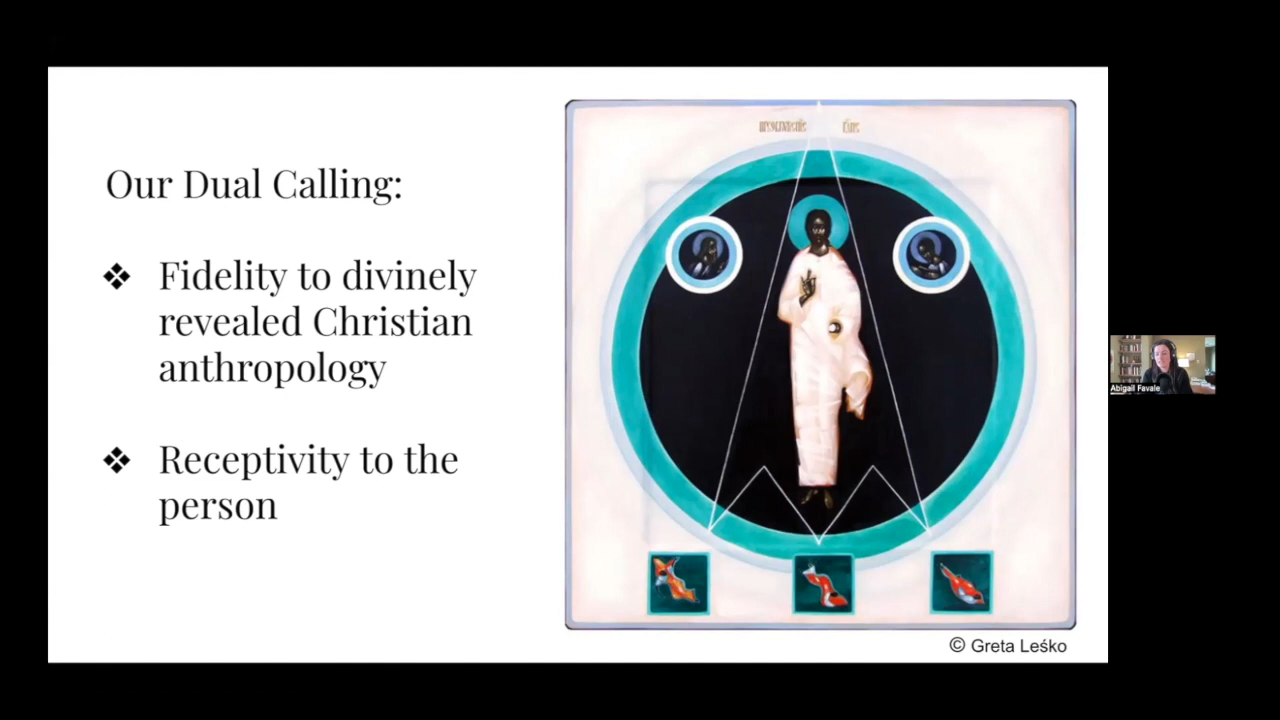 Our Dual Calling:
❖ Fidelity to divinely
revealed Christian
anthropology
❖ Receptivity to the
person
© Greta Leśko
Abigail Favale